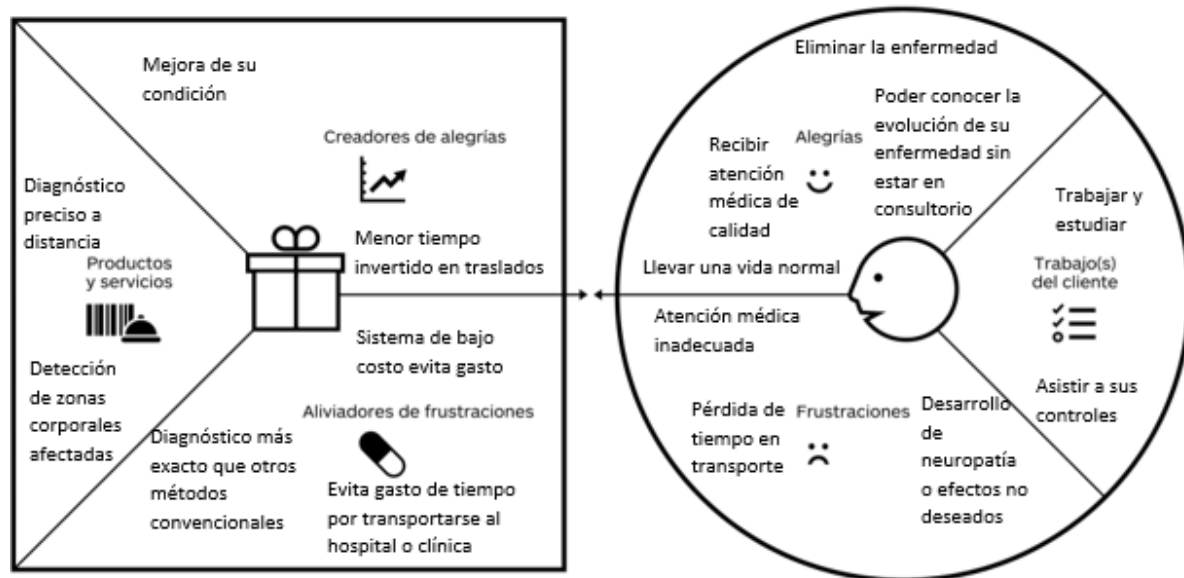 Mejora de su
condición
Creadores de alegrías
Diagnóstico
preciso a
distancia
Productos
y servicios
Menor tiempo
invertido en traslados
Sistema de bajo
costo evita gasto
Detección
de zonas
corporales
afectadas
Aliviadores de frustraciones
Diagnóstico más
exacto que otros
métodos
convencionales
Evita gasto de tiempo
por transportarse al
hospital o clínica
Eliminar la enfermedad
Poder conocer la
evolución de su
enfermedad sin
estar en
consultorio
Alegrías
Recibir
atención
médica de
calidad
Llevar una vida normal
Trabajar y
estudiar
Trabajo(s)
del cliente
Asistir a sus
controles
Atención médica
inadecuada
Pérdida de
tiempo en
transporte
Frustraciones
Desarrollo
de
neuropatía
o efectos no
deseados